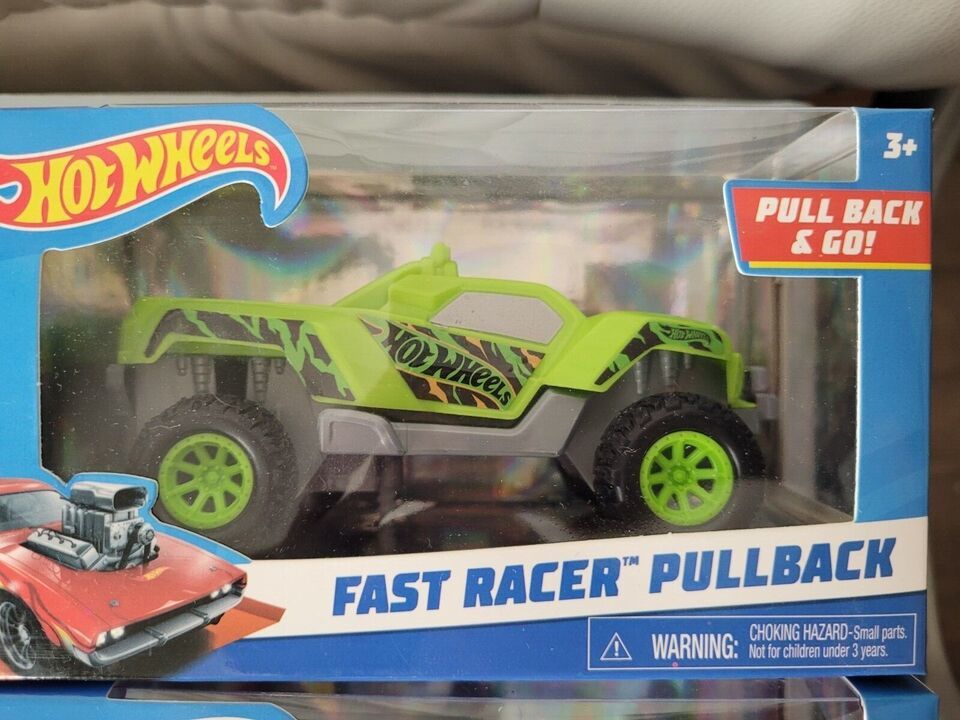 HOT WHEELS™
3+
PULL BACK
& GO!
HOT WHEELS
HOT WHEELS
FAST RACER™ PULLBACK
WARNING: CHOKING HAZARD-Small parts.
Not for children under 3 years.